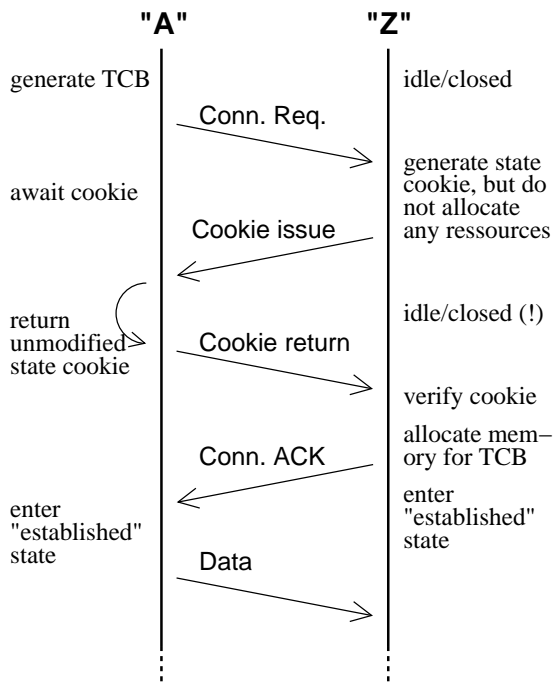 "A" "Z"
generate TCB
idle/closed
Conn. Req.
generate state
cookie, but do
not allocate
any ressources
await cookie
Cookie issue
idle/closed (!)
return
unmodified
state cookie
Cookie return
verify cookie
allocate mem–
ory for TCB
Conn. ACK
enter
"established"
state
enter
"established"
state
Data